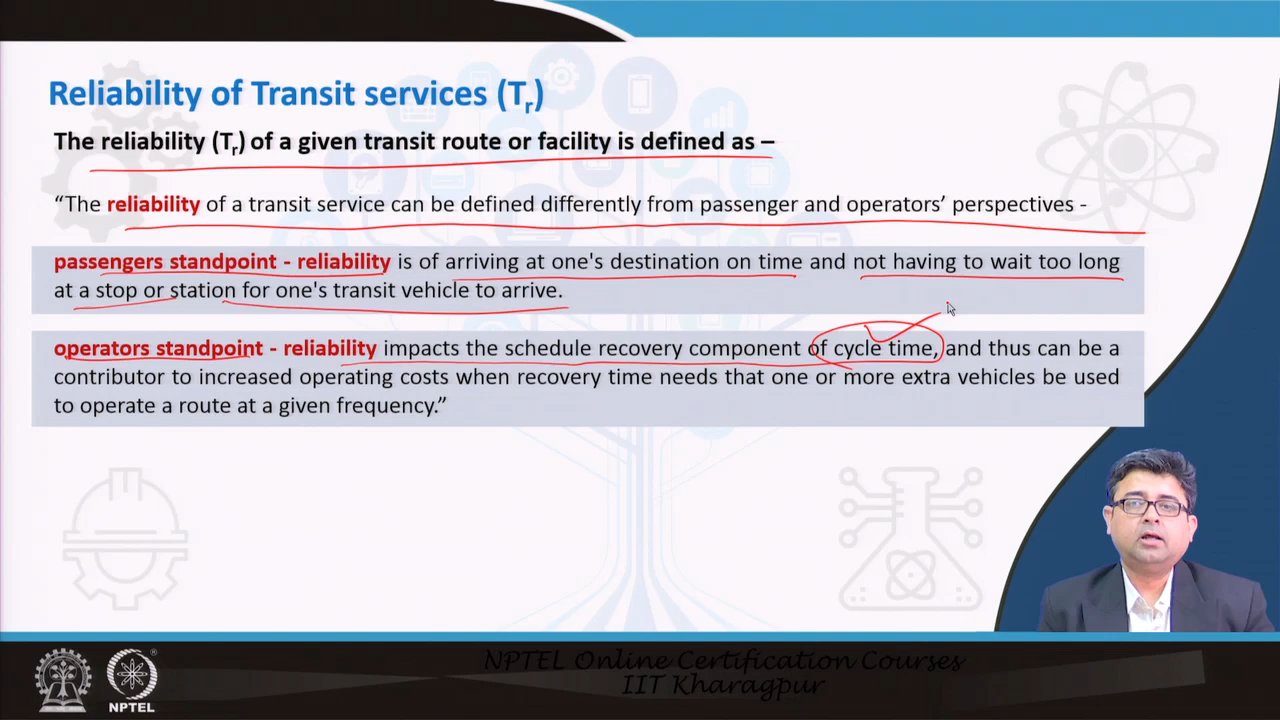 Reliability of Transit services (Tr)
The reliability (Tr) of a given transit route or facility is defined as –
“The reliability of a transit service can be defined differently from passenger and operators’ perspectives -
passengers standpoint - reliability is of arriving at one's destination on time and not having to wait too long
at a stop or station for one's transit vehicle to arrive.
operators standpoint - reliability impacts the schedule recovery component of cycle time, and thus can be a
contributor to increased operating costs when recovery time needs that one or more extra vehicles be used
to operate a route at a given frequency.”
NPTEL Online Certification Courses
IIT Kharagpur
NPTEL